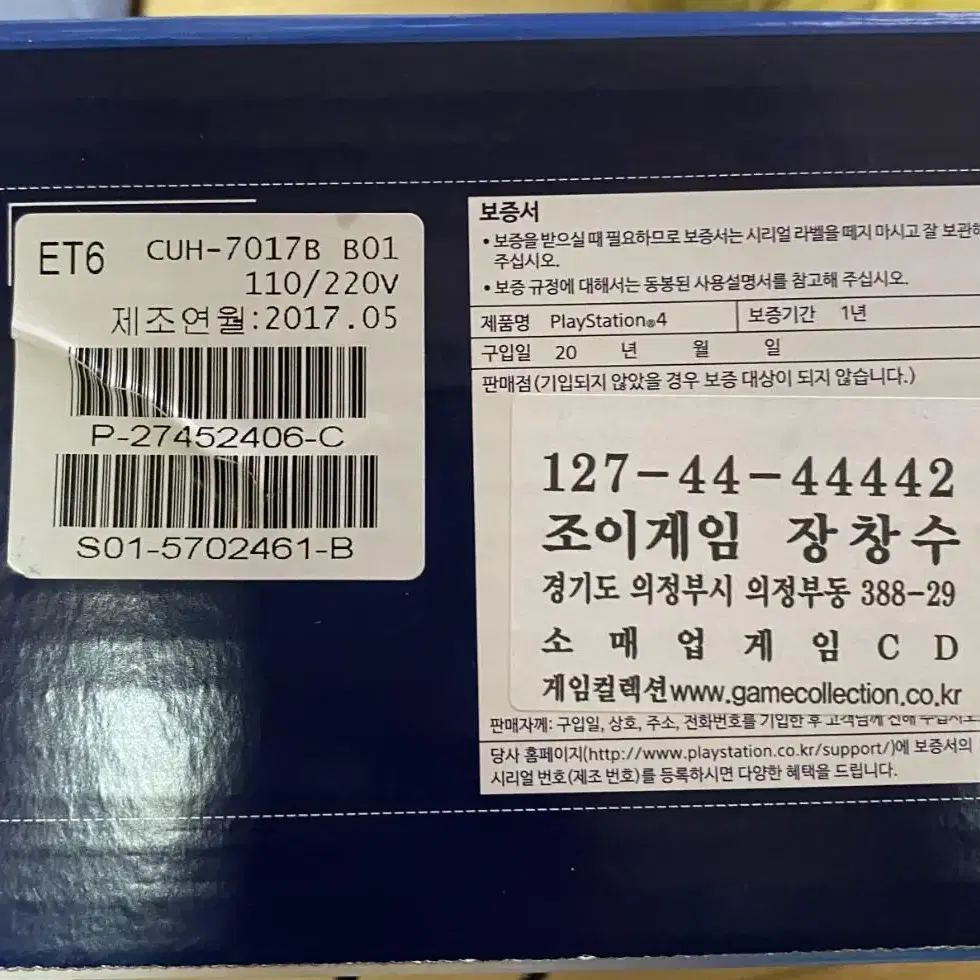 ET6
CUH-7017B B01
110/220V
제조연월:2017.05
P-27452406-C
S01-5702461-B
보증서
• 보증을 받으실 때 필요하므로 보증서는 시리얼 라벨을 떼지 마시고 잘 보관해
주십시오.
• 보증 규정에 대해서는 동봉된 사용설명서를 참고해 주십시오.
제품명 PlayStation®4 보증기간 1년
구입일 20 년 월 일
판매점(기입되지 않았을 경우 보증 대상이 되지 않습니다.)
127-44-44442
조이게임 장창수
경기도 의정부시 의정부동 388-29
소 매 업 게 임 C D
게임컬렉션www.gamecollection.co.kr
판매자께: 구입일, 상호, 주소, 전화번호를 기입한 후 고객님께 전해 주십시오
당사 홈페이지(http://www.playstation.co.kr/support/)에 보증서의
시리얼 번호(제조 번호)를 등록하시면 다양한 혜택을 드립니다.